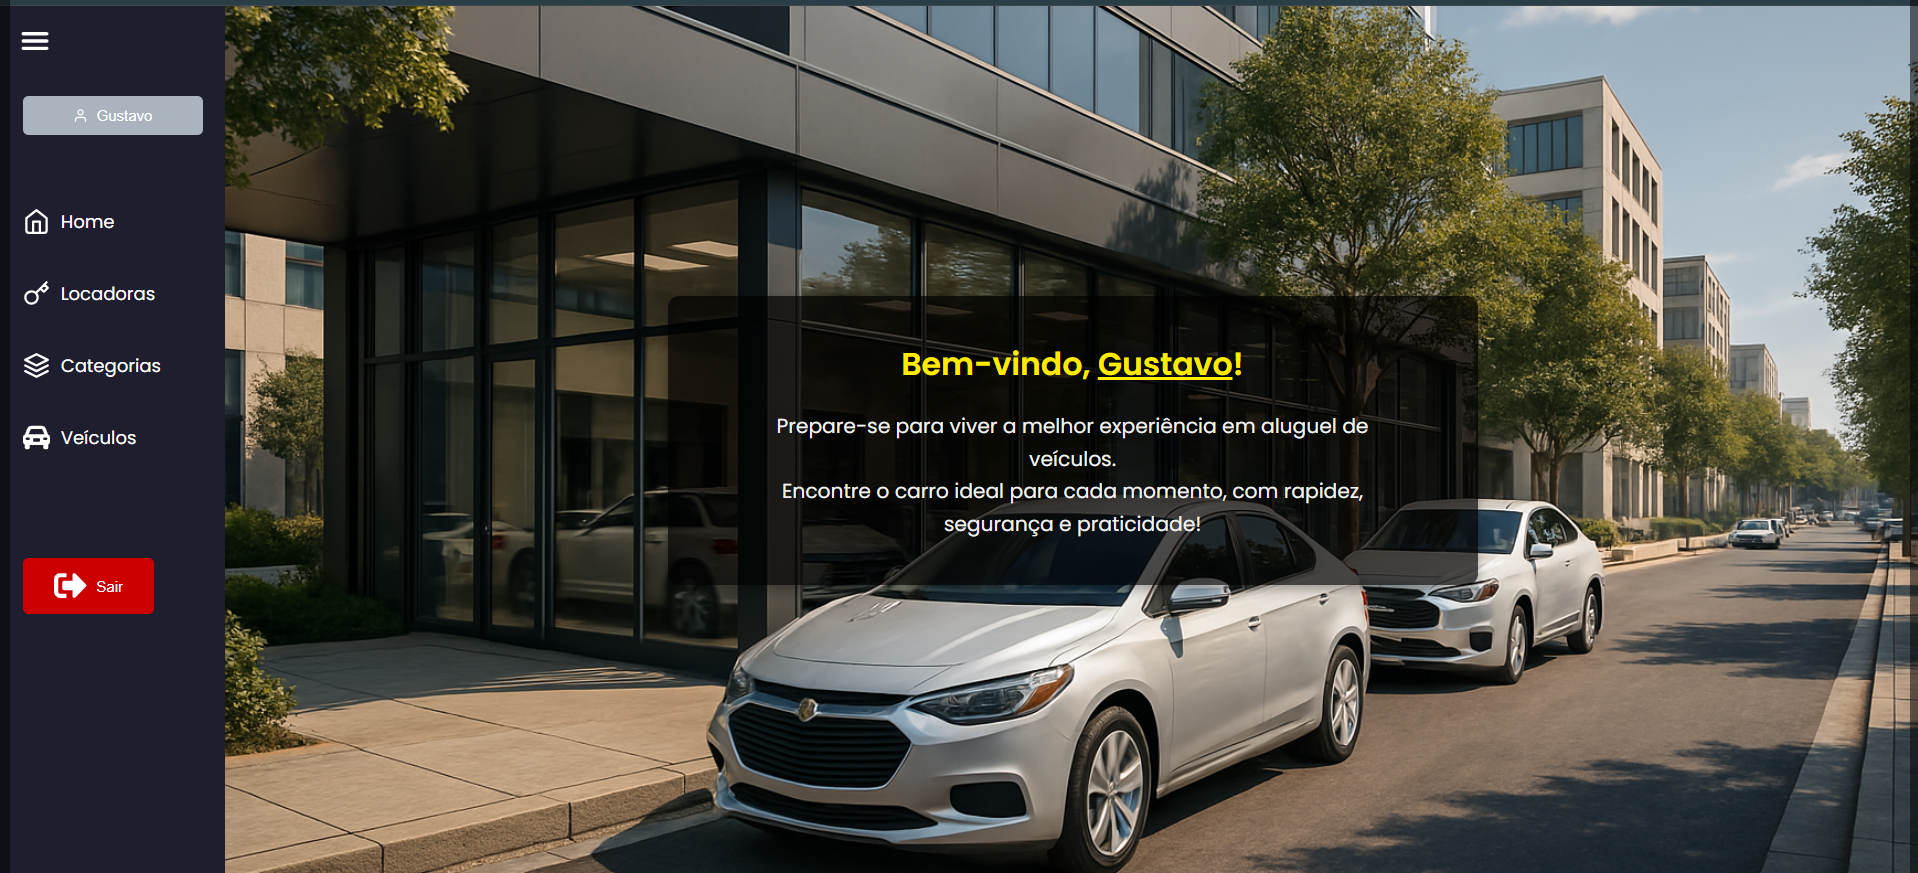 Gustavo
Home
Locadoras
Categorias
Veículos
Sair
Bem-vindo, Gustavo!
Prepare-se para viver a melhor experiência em aluguel de
veículos.
Encontre o carro ideal para cada momento, com rapidez,
segurança e praticidade!